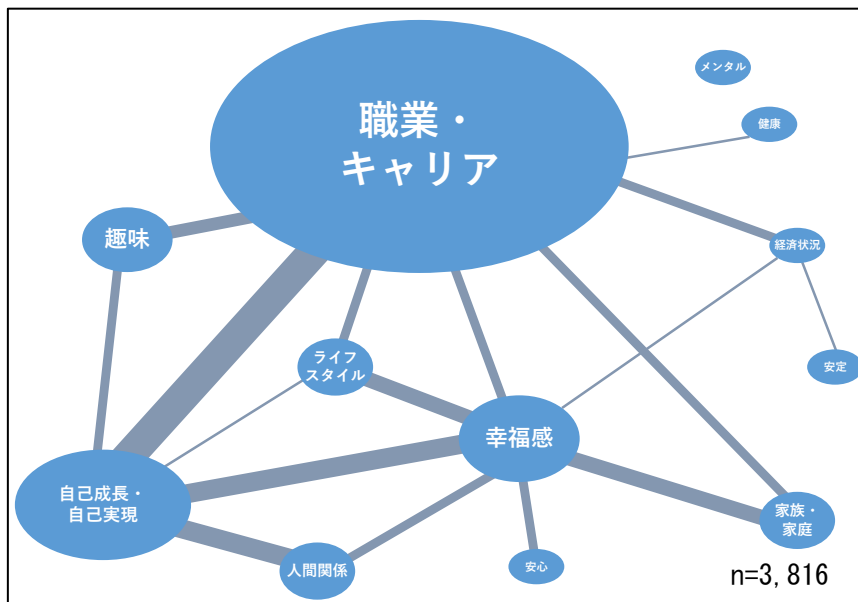 メンタル
職業・
キャリア
健康
趣味
経済状況
ライフ
スタイル
安定
幸福感
自己成長・
自己実現
家族・
家庭
人間関係
安心
n=3,816